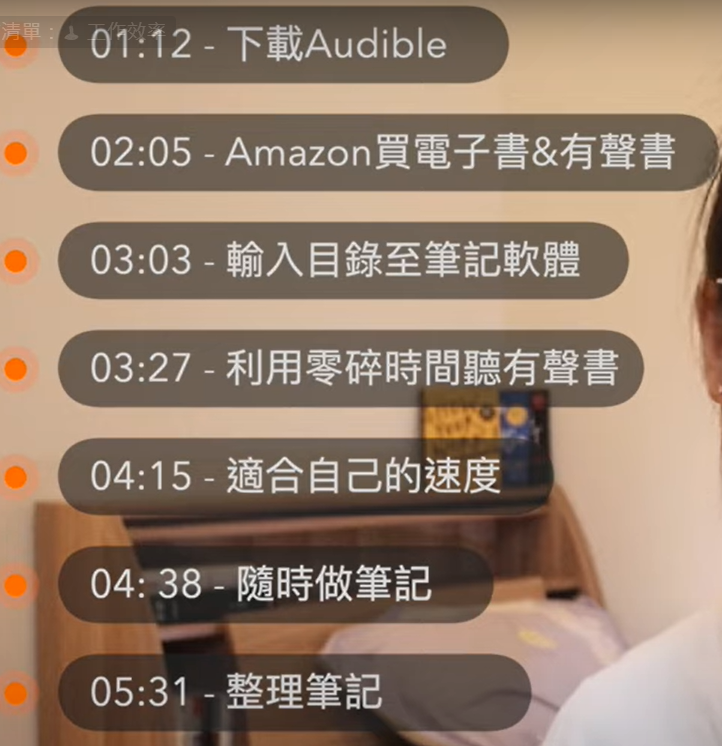 清單：工作效率
01:12 - 下載Audible
02:05 - Amazon買電子書&有聲書
03:03 - 輸入目錄至筆記軟體
03:27 - 利用零碎時間聽有聲書
04:15 - 適合自己的速度
04: 38 - 隨時做筆記
05:31 - 整理筆記